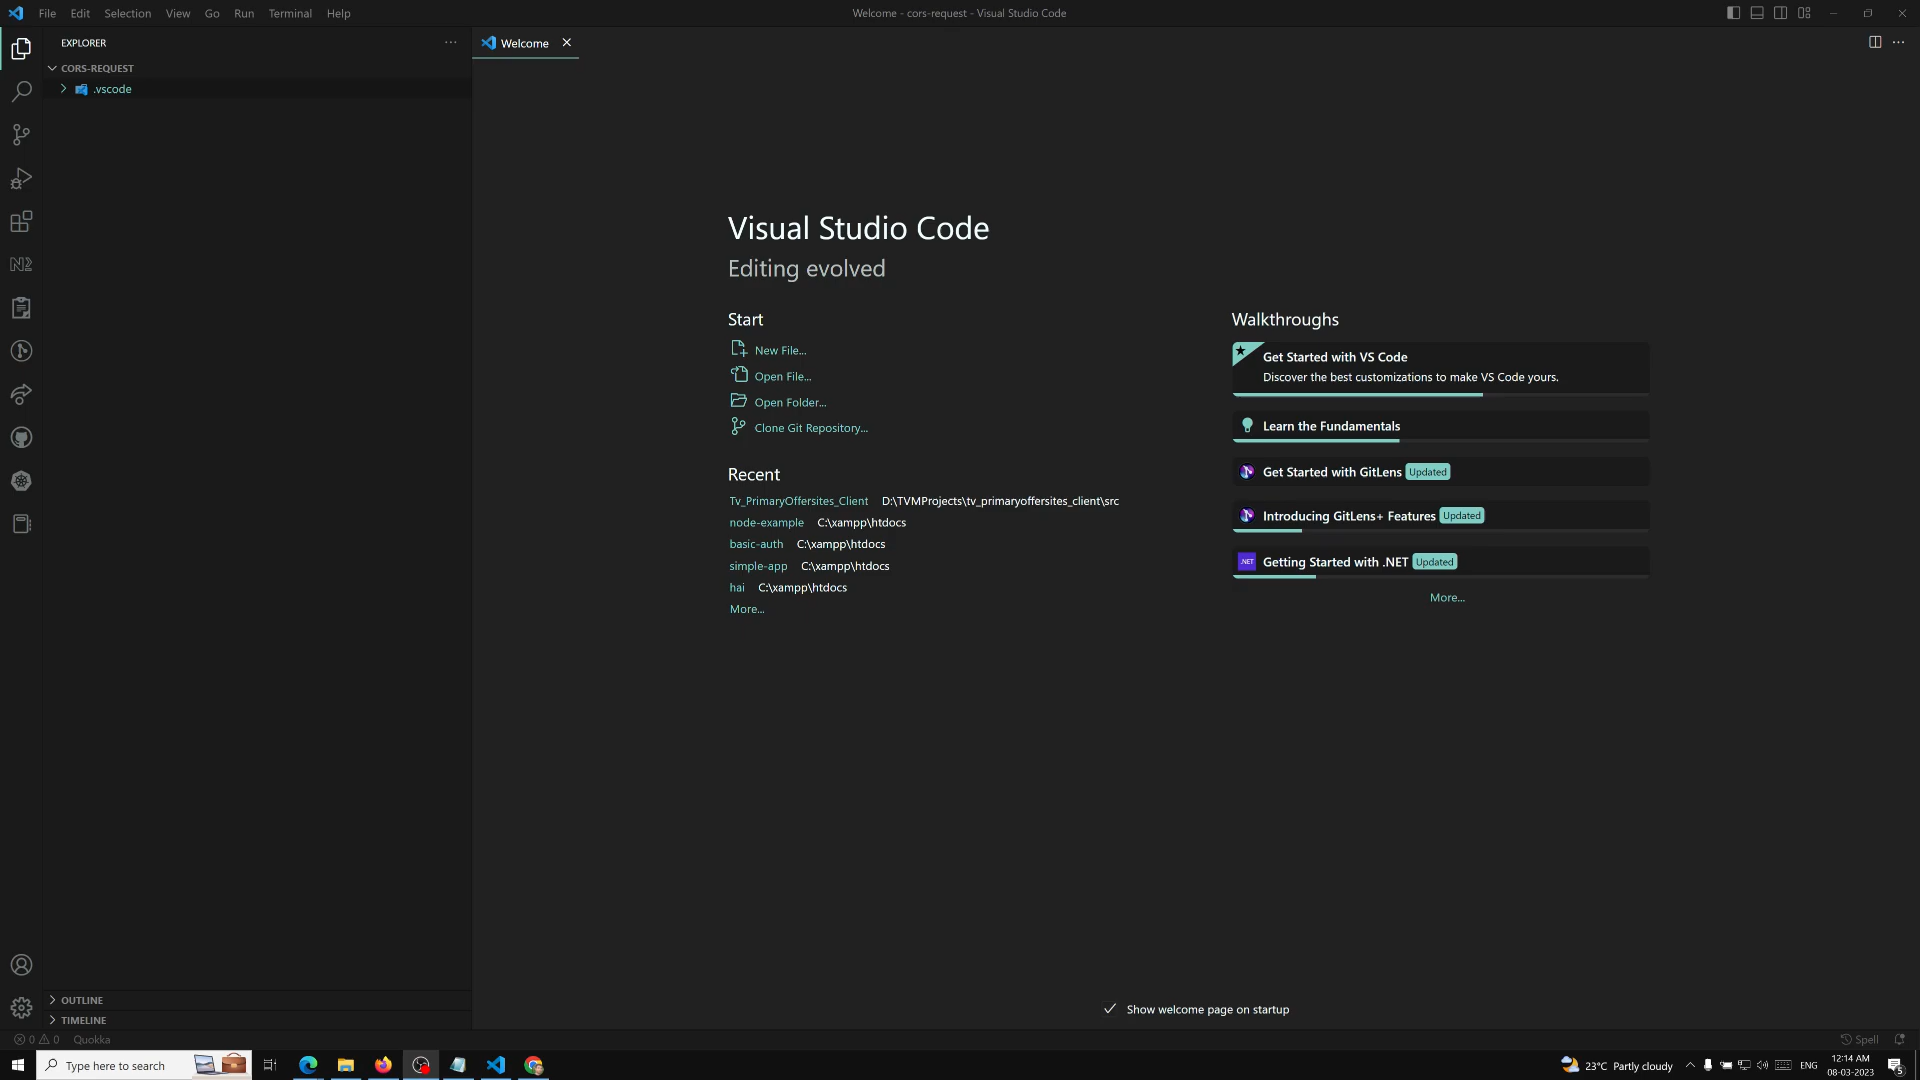 File Edit Selection View Go Run Terminal Help
Welcome - cors-request - Visual Studio Code
EXPLORER
Welcome
CORS-REQUEST
.vscode
Visual Studio Code
Editing evolved
Start
New File...
Open File...
Open Folder...
Clone Git Repository...
Recent
Tv_PrimaryOffersites_Client D:\TVMProjects\tv_primaryoffersites_client\src
node-example C:\xampp\htdocs
basic-auth C:\xampp\htdocs
simple-app C:\xampp\htdocs
hai C:\xampp\htdocs
More...
Walkthroughs
Get Started with VS Code
Discover the best customizations to make VS Code yours.
Learn the Fundamentals
Get Started with GitLens Updated
Introducing GitLens+ Features Updated
.NET Getting Started with .NET Updated
More...
Show welcome page on startup
OUTLINE
TIMELINE
0 0 Quokka
Spell
Type here to search
23°C Partly cloudy
ENG
12:14 AM
08-03-2023
5